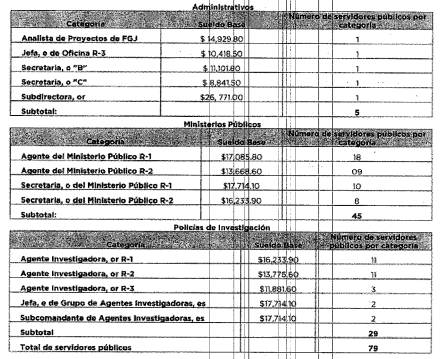 Administrativos
Categoría Sueldo Base Número de servidores públicos por categoría
Analista de Proyectos de FGJ $ 14,929.80 1
Jefa, e de Oficina R-3 $ 10,418.50 1
Secretaria, o "B" $ 11,101.80 1
Secretaria, o "C" $ 8,841.50 1
Subdirectora, or $26, 771.00 1
Subtotal: 5
Ministerios Públicos
Categoría Sueldo Base Número de servidores públicos por categoría
Agente del Ministerio Público R-1 $17,085.80 18
Agente del Ministerio Público R-2 $13,668.60 09
Secretaria, o del Ministerio Público R-1 $17,714.10 10
Secretaria, o del Ministerio Público R-2 $16,233.90 8
Subtotal: 45
Policías de Investigación
Categoría Sueldo Base Número de servidores públicos por categoría
Agente Investigadora, or R-1 $16,233.90 11
Agente Investigadora, or R-2 $13,775.60 11
Agente Investigadora, or R-3 $11,881.60 3
Jefa, e de Grupo de Agentes Investigadoras, es $17,714.10 2
Subcomandante de Agentes Investigadoras, es $17,714.10 2
Subtotal 29
Total de servidores públicos 79